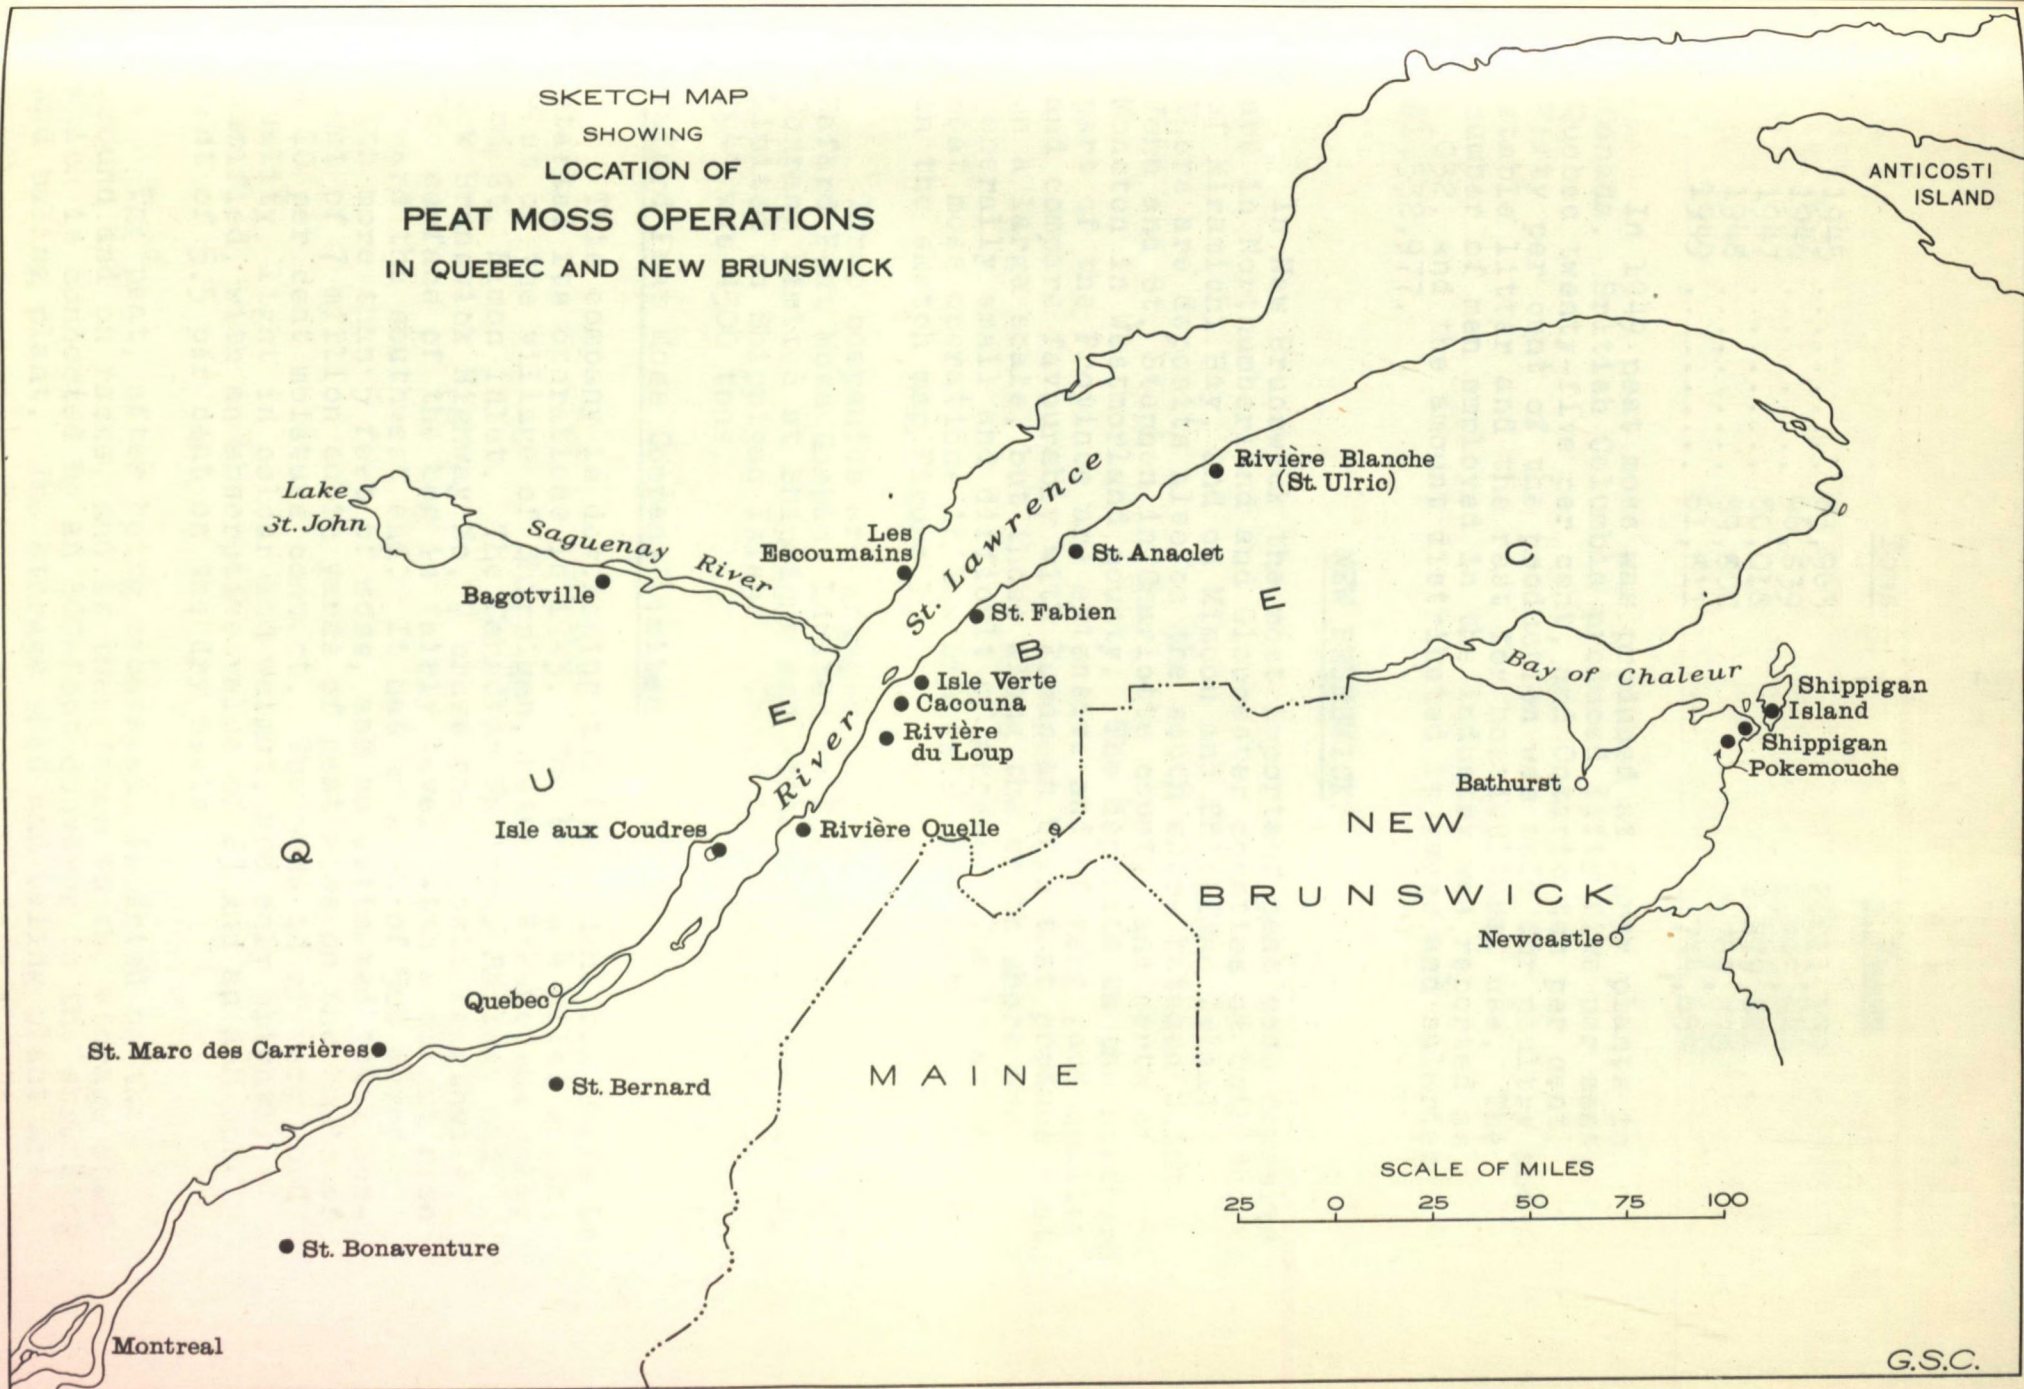 SKETCH MAP
SHOWING
LOCATION OF
PEAT MOSS OPERATIONS
IN QUEBEC AND NEW BRUNSWICK
ANTICOSTI
ISLAND
Lake
St. John
Saguenay River
Bagotville
Les
Escoumains
St. Lawrence
River
Rivière Blanche
(St. Ulric)
St. Anaclet
St. Fabien
Isle Verte
Cacouna
Rivière
du Loup
Isle aux Coudres
Rivière Ouelle
Q U E B E C
Bay of Chaleur
Shippigan
Island
Shippigan
Pokemouche
Bathurst
NEW
BRUNSWICK
Newcastle
Quebec
St. Marc des Carrières
St. Bernard
MAINE
St. Bonaventure
Montreal
SCALE OF MILES
25 0 25 50 75 100
G.S.C.